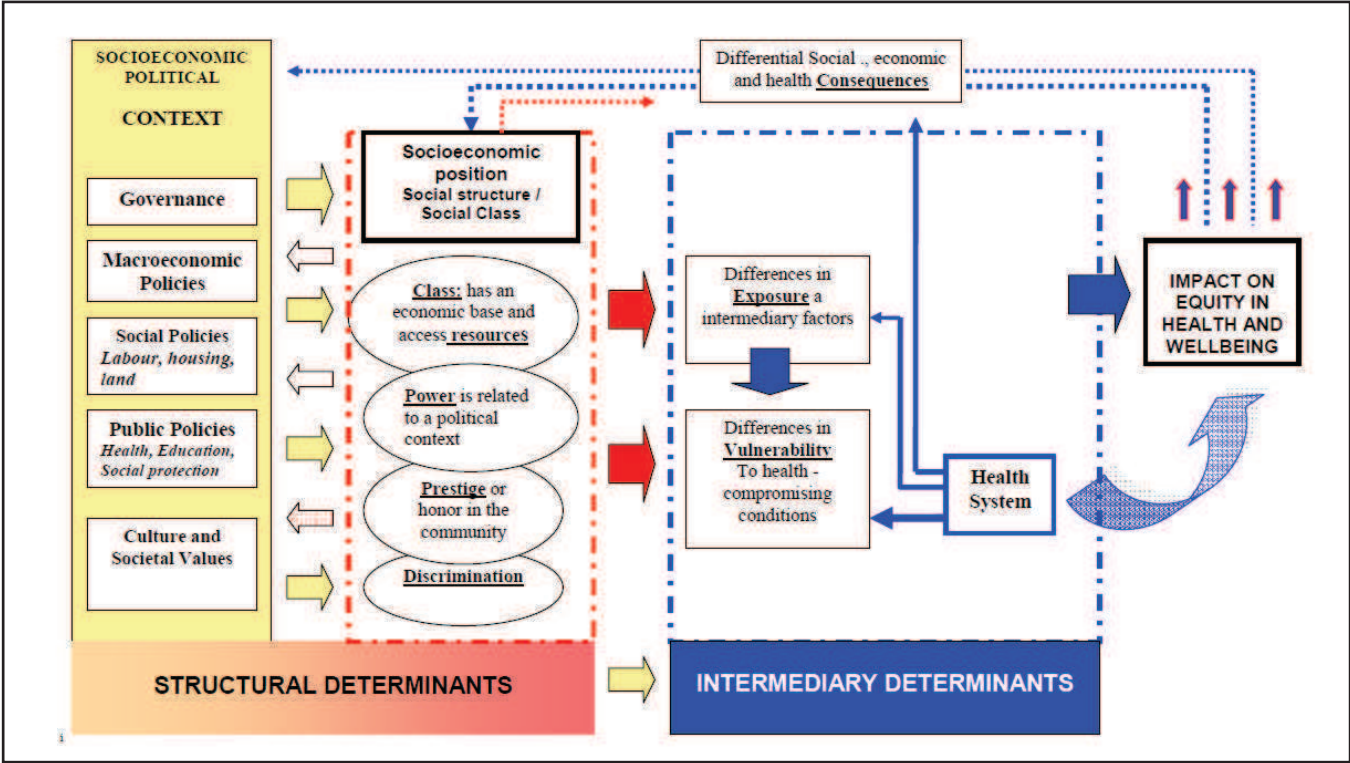 SOCIOECONOMIC
POLITICAL
CONTEXT
Governance
Macroeconomic
Policies
Social Policies
Labour, housing,
land
Public Policies
Health, Education,
Social protection
Culture and
Societal Values
Socioeconomic
position
Social structure /
Social Class
Class: has an
economic base and
access resources
Power is related
to a political
context
Prestige or
honor in the
community
Discrimination
Differential Social ., economic
and health Consequences
Differences in
Exposure a
intermediary factors
Differences in
Vulnerability
To health -
compromising
conditions
Health
System
IMPACT ON
EQUITY IN
HEALTH AND
WELLBEING
STRUCTURAL DETERMINANTS
INTERMEDIARY DETERMINANTS
i